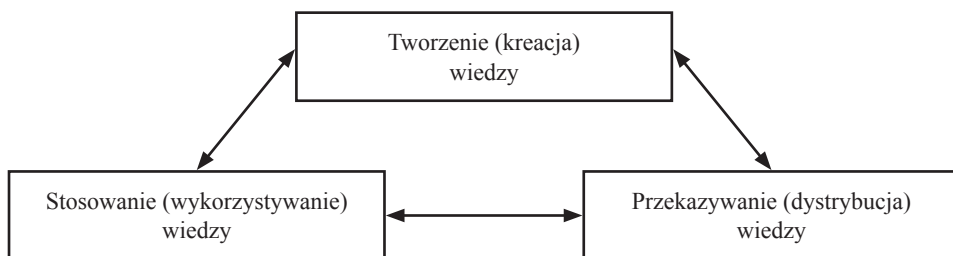 Tworzenie (kreacja)
wiedzy
Stosowanie (wykorzystywanie)
wiedzy
Przekazywanie (dystrybucja)
wiedzy